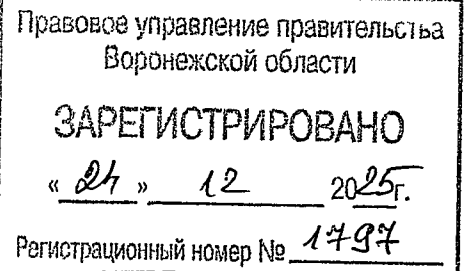 Правовое управление правительства
Воронежской области
ЗАРЕГИСТРИРОВАНО
« 24 » 12 2025г.
Регистрационный номер № 1797